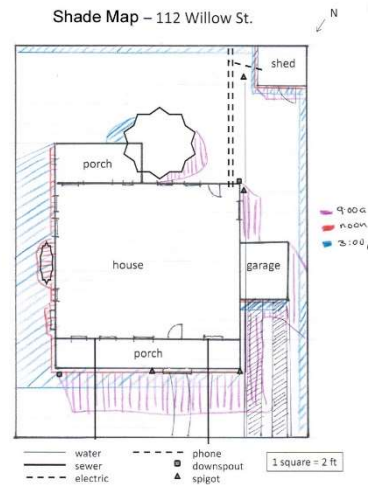 Shade Map – 112 Willow St.
N
shed
porch
9:00a
noon
3:00p
house
garage
porch
water
phone
sewer
downspout
electric
spigot
1 square = 2 ft